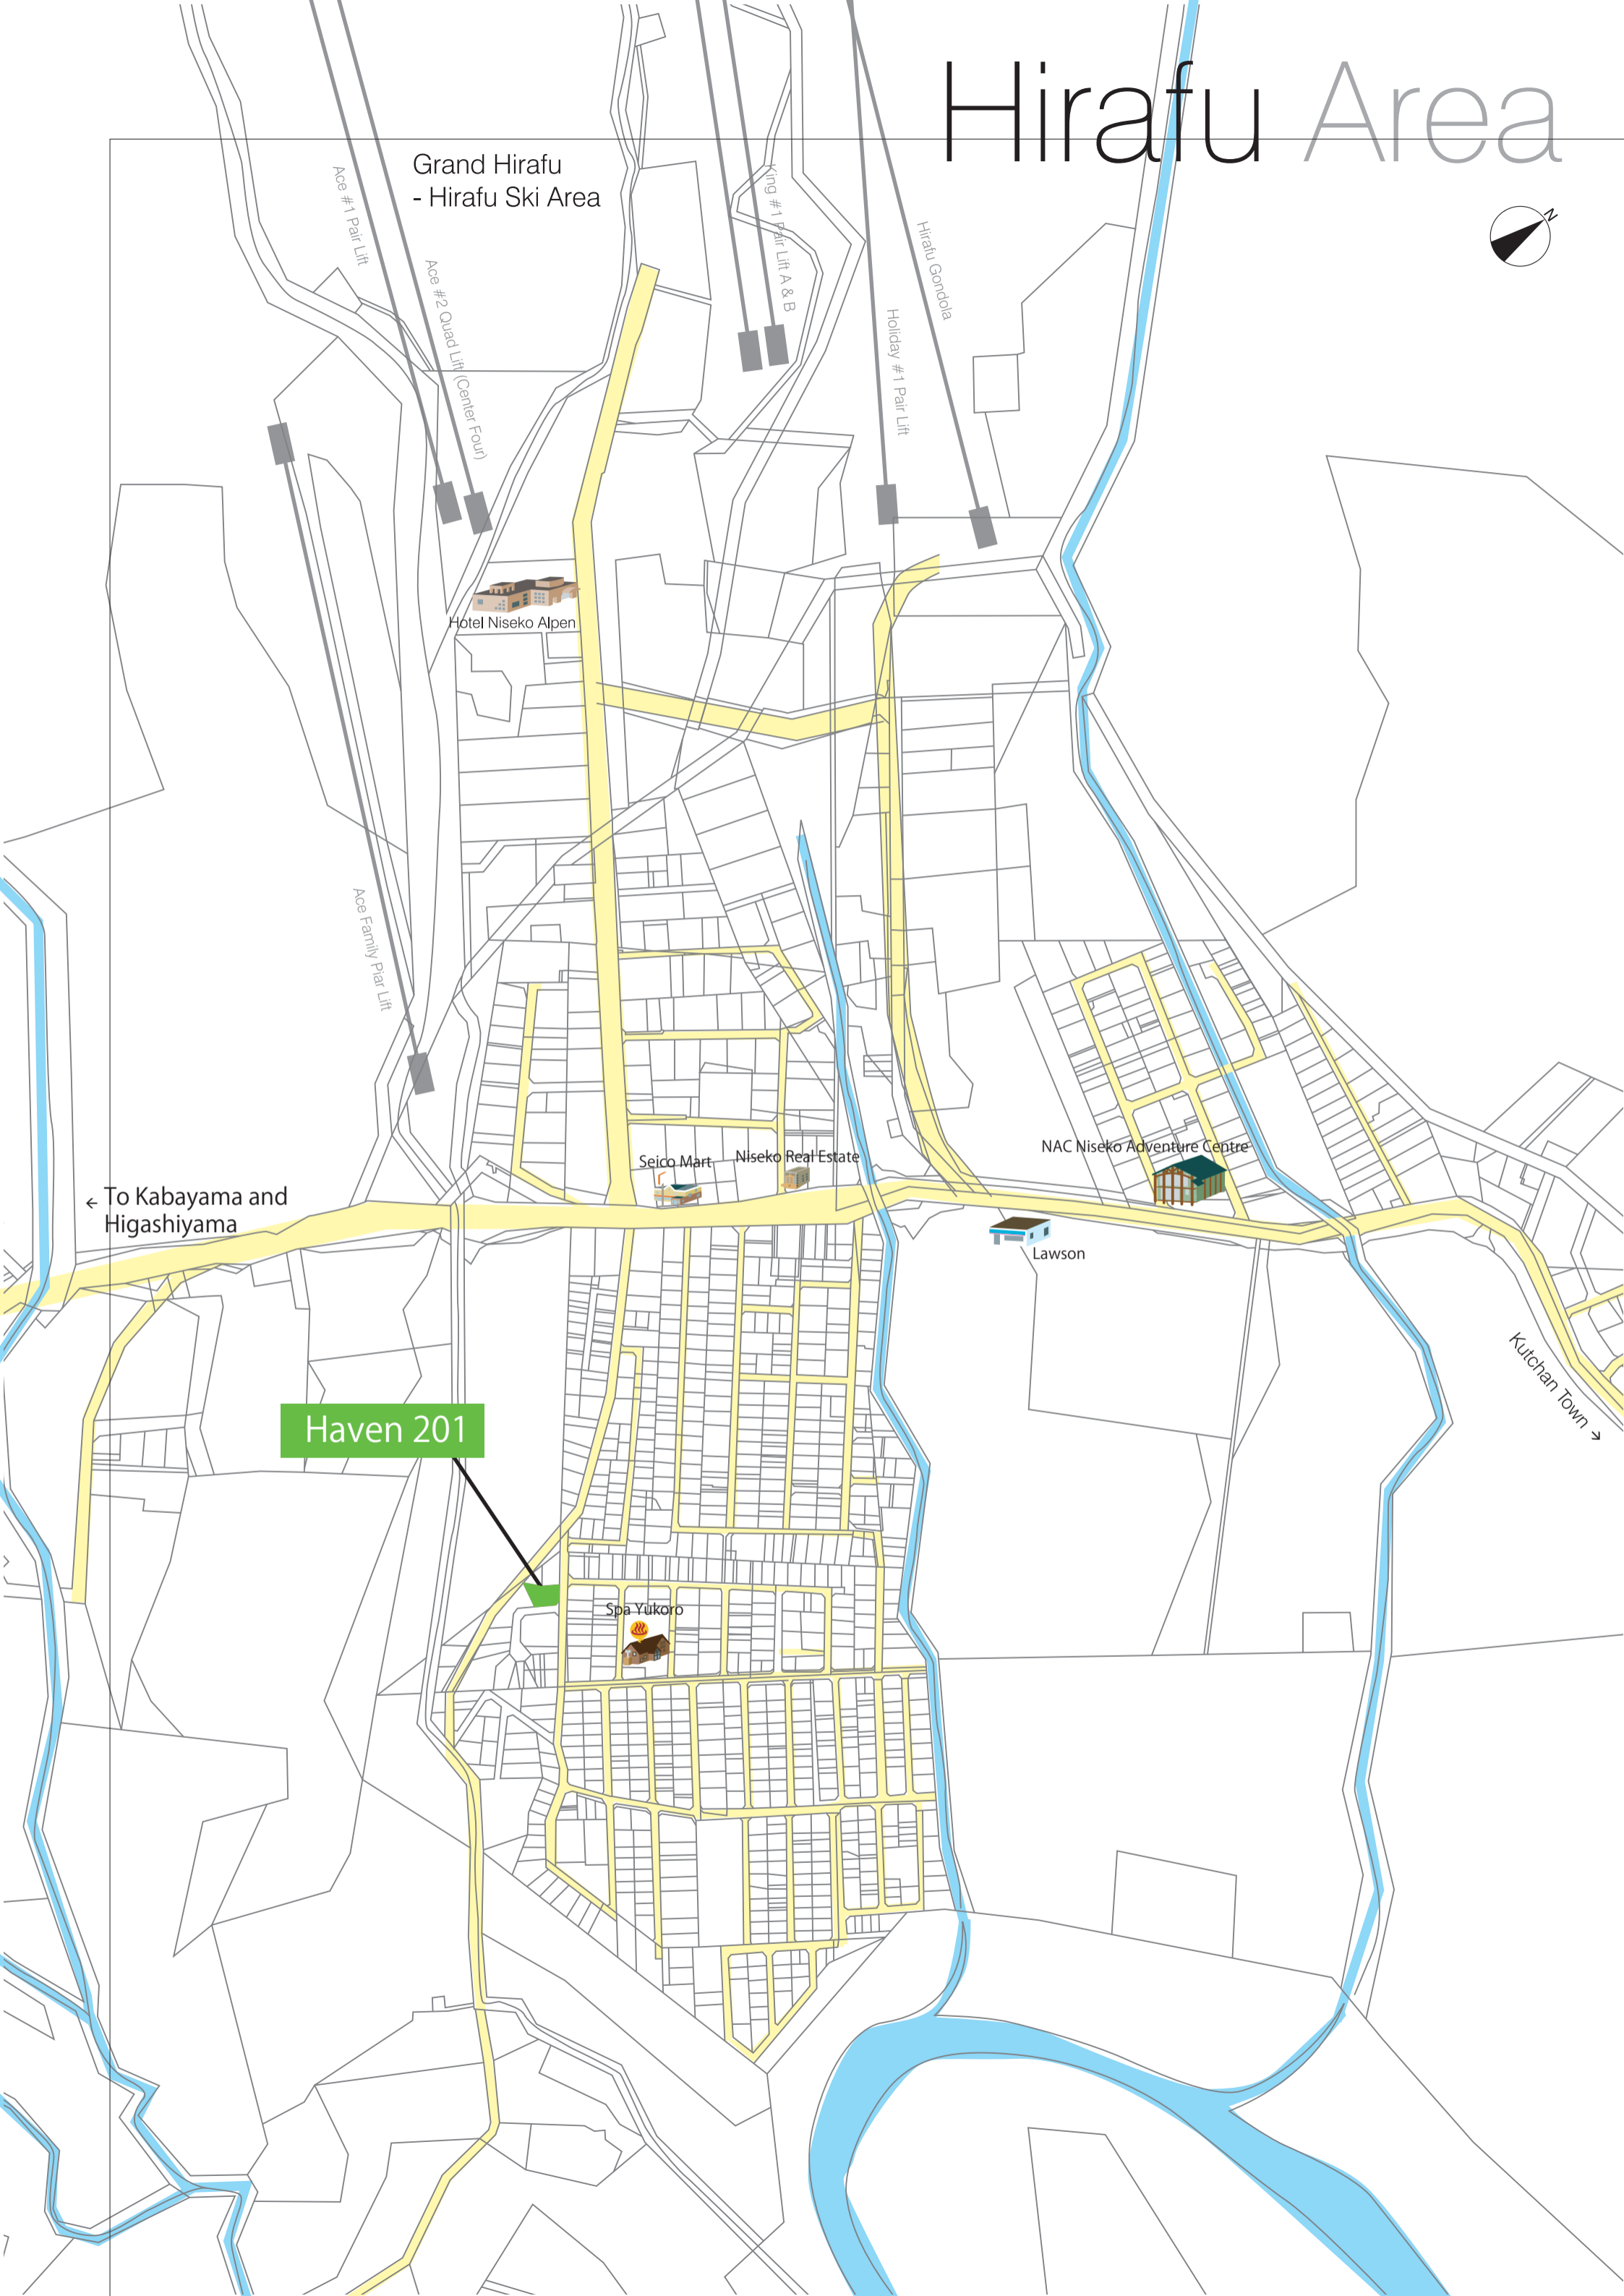 Hirafu Area
N
Grand Hirafu
- Hirafu Ski Area
Ace #1 Pair Lift
Ace #2 Quad Lift (Center Four)
King #1 Pair Lift A & B
Holiday #1 Pair Lift
Hirafu Gondola
Hotel Niseko Alpen
Ace Family Piar Lift
Seico Mart
Niseko Real Estate
NAC Niseko Adventure Centre
← To Kabayama and
Higashiyama
Lawson
Kutchan Town →
Haven 201
Spa Yukoro